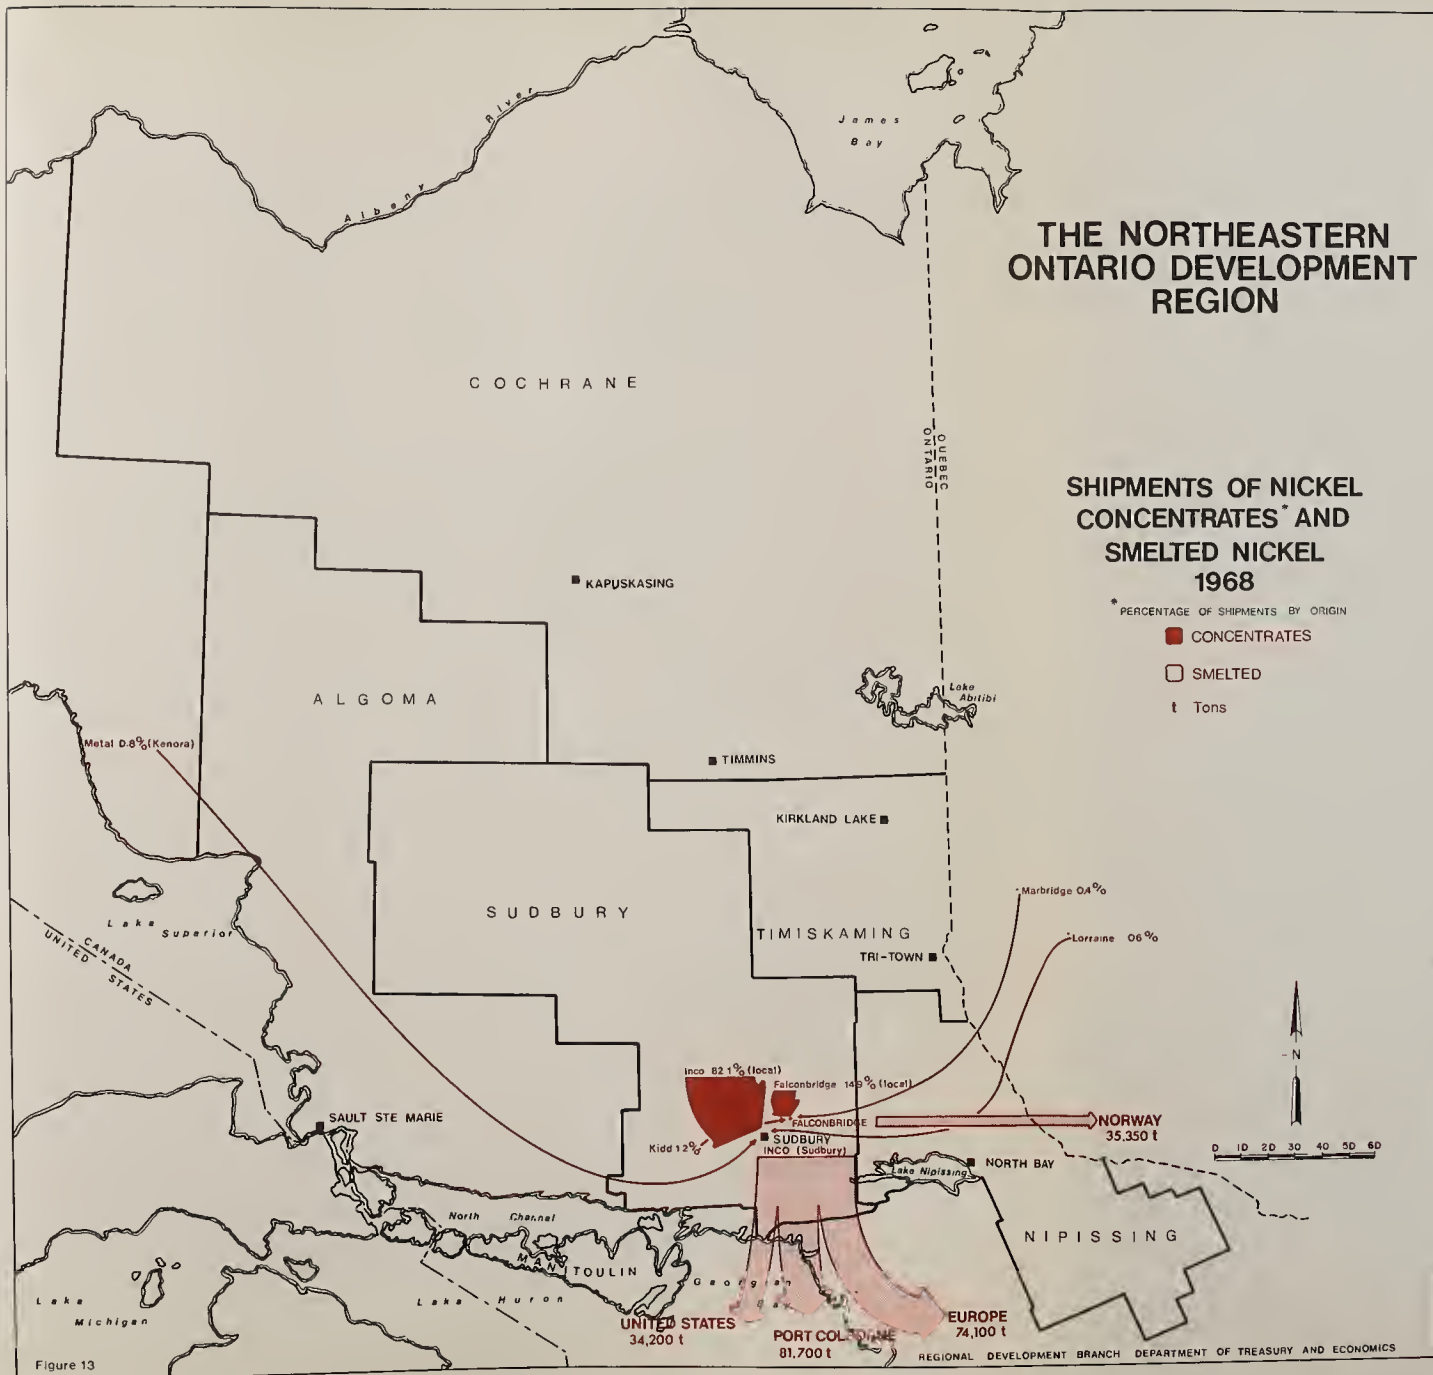 THE NORTHEASTERN
ONTARIO DEVELOPMENT
REGION
SHIPMENTS OF NICKEL
CONCENTRATES* AND
SMELTED NICKEL
1968
* PERCENTAGE OF SHIPMENTS BY ORIGIN
CONCENTRATES
SMELTED
t Tons
Albany River
James
Bay
COCHRANE
QUEBEC
ONTARIO
KAPUSKASING
ALGOMA
Lake
Abitibi
Metal 0.8% (Kenora)
TIMMINS
KIRKLAND LAKE
Marbridge 0.4%
SUDBURY
Lake Superior
TIMISKAMING
Lorraine 06%
TRI-TOWN
CANADA
UNITED STATES
N
Inco 82.1% (local)
Falconbridge 14.9% (local)
SAULT STE MARIE
FALCONBRIDGE
NORWAY
35,350 t
SUDBURY
INCO (Sudbury)
Kidd 1.2%
0 10 20 30 40 50 60
Lake Nipissing
NORTH BAY
North Channel
NIPISSING
MANITOULIN
Georgian
Bay
Lake
Michigan
Lake Huron
UNITED STATES
34,200 t
PORT COLBORNE
81,700 t
EUROPE
74,100 t
Figure 13
REGIONAL DEVELOPMENT BRANCH DEPARTMENT OF TREASURY AND ECONOMICS